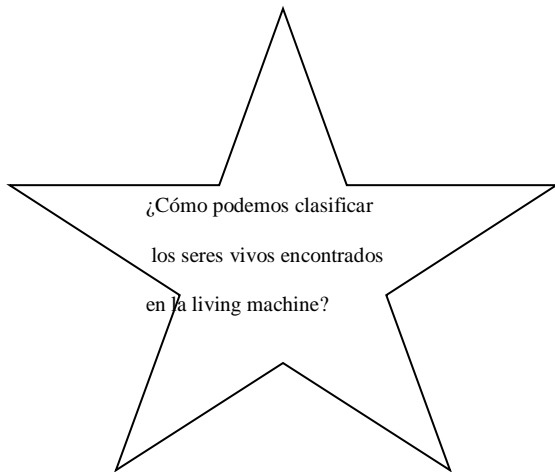 ¿Cómo podemos clasificar
los seres vivos encontrados
en la living machine?